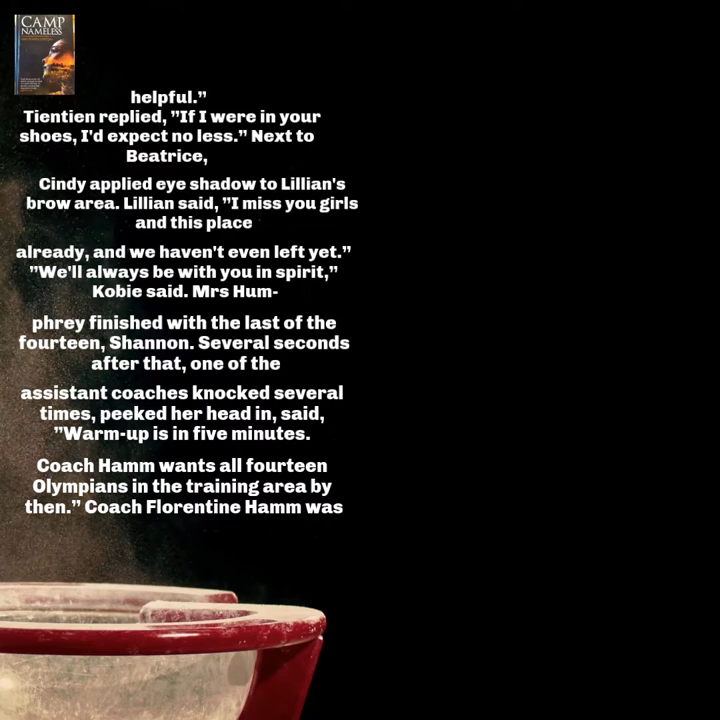 CAMP
NAMELESS
helpful.”
Tientien replied, ”If I were in your
shoes, I'd expect no less.” Next to
Beatrice,
Cindy applied eye shadow to Lillian's
brow area. Lillian said, ”I miss you girls
and this place
already, and we haven't even left yet.”
”We'll always be with you in spirit,”
Kobie said. Mrs Hum-
phrey finished with the last of the
fourteen, Shannon. Several seconds
after that, one of the
assistant coaches knocked several
times, peeked her head in, said,
”Warm-up is in five minutes.
Coach Hamm wants all fourteen
Olympians in the training area by
then.” Coach Florentine Hamm was